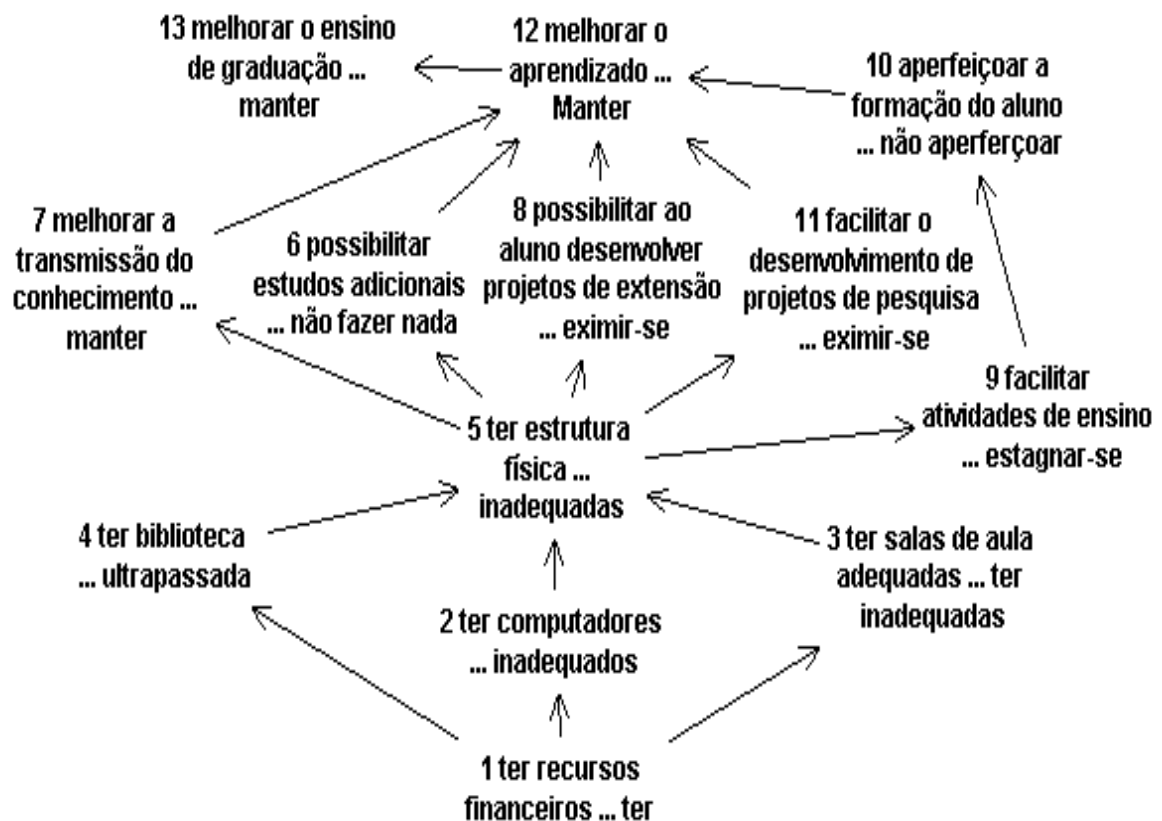 13 melhorar o ensino
de graduação ...
manter
12 melhorar o
aprendizado ...
Manter
10 aperfeiçoar a
formação do aluno
... não aperferçoar
7 melhorar a
transmissão do
conhecimento ...
manter
6 possibilitar
estudos adicionais
... não fazer nada
8 possibilitar ao
aluno desenvolver
projetos de extensão
... eximir-se
11 facilitar o
desenvolvimento de
projetos de pesquisa
... eximir-se
9 facilitar
atividades de ensino
... estagnar-se
5 ter estrutura
física ...
inadequadas
4 ter biblioteca
... ultrapassada
2 ter computadores
... inadequados
3 ter salas de aula
adequadas ... ter
inadequadas
1 ter recursos
financeiros ... ter